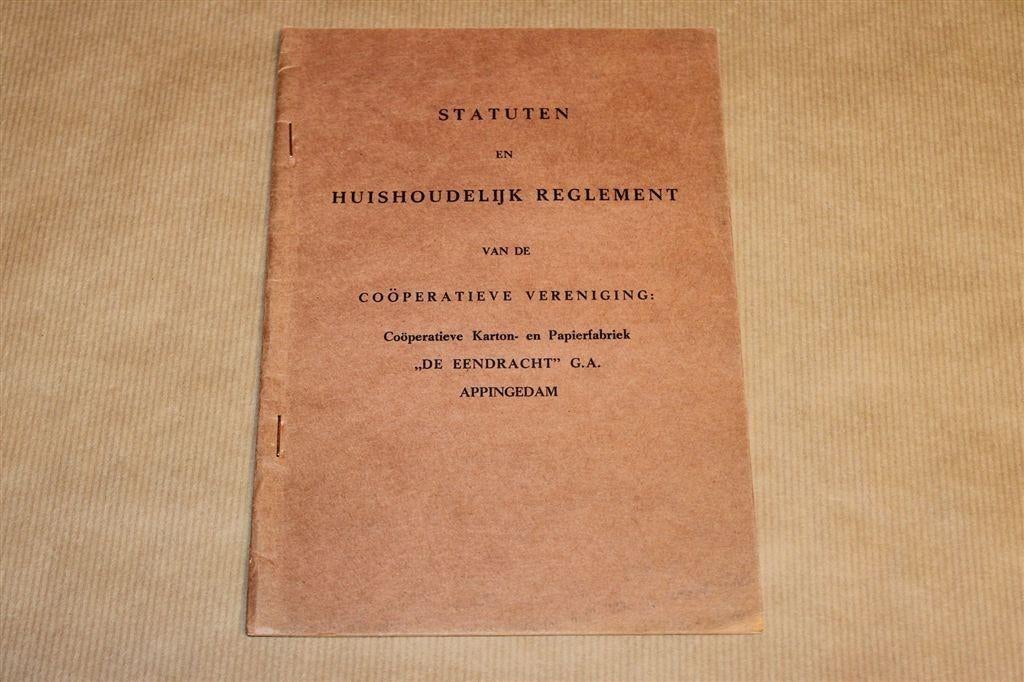 STATUTEN
EN
HUISHOUDELIJK REGLEMENT
VAN DE
COÖPERATIEVE VERENIGING:
Coöperatieve Karton- en Papierfabriek
„DE EENDRACHT” G.A.
APPINGEDAM